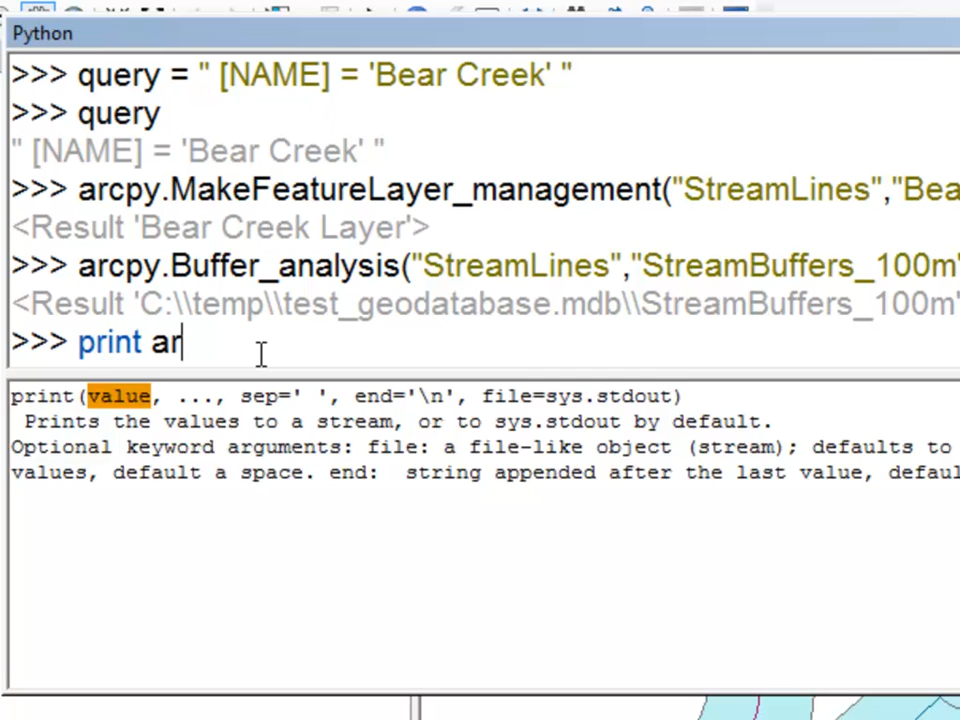 Python
>>> query = " [NAME] = 'Bear Creek' "
>>> query
" [NAME] = 'Bear Creek' "
>>> arcpy.MakeFeatureLayer_management("StreamLines","Bea
<Result 'Bear Creek Layer'>
>>> arcpy.Buffer_analysis("StreamLines","StreamBuffers_100m"
<Result 'C:\\temp\\test_geodatabase.mdb\\StreamBuffers_100m'
>>> print ar
print(value, ..., sep=' ', end='\n', file=sys.stdout)
Prints the values to a stream, or to sys.stdout by default.
Optional keyword arguments: file: a file-like object (stream); defaults to
values, default a space. end:  string appended after the last value, defaul